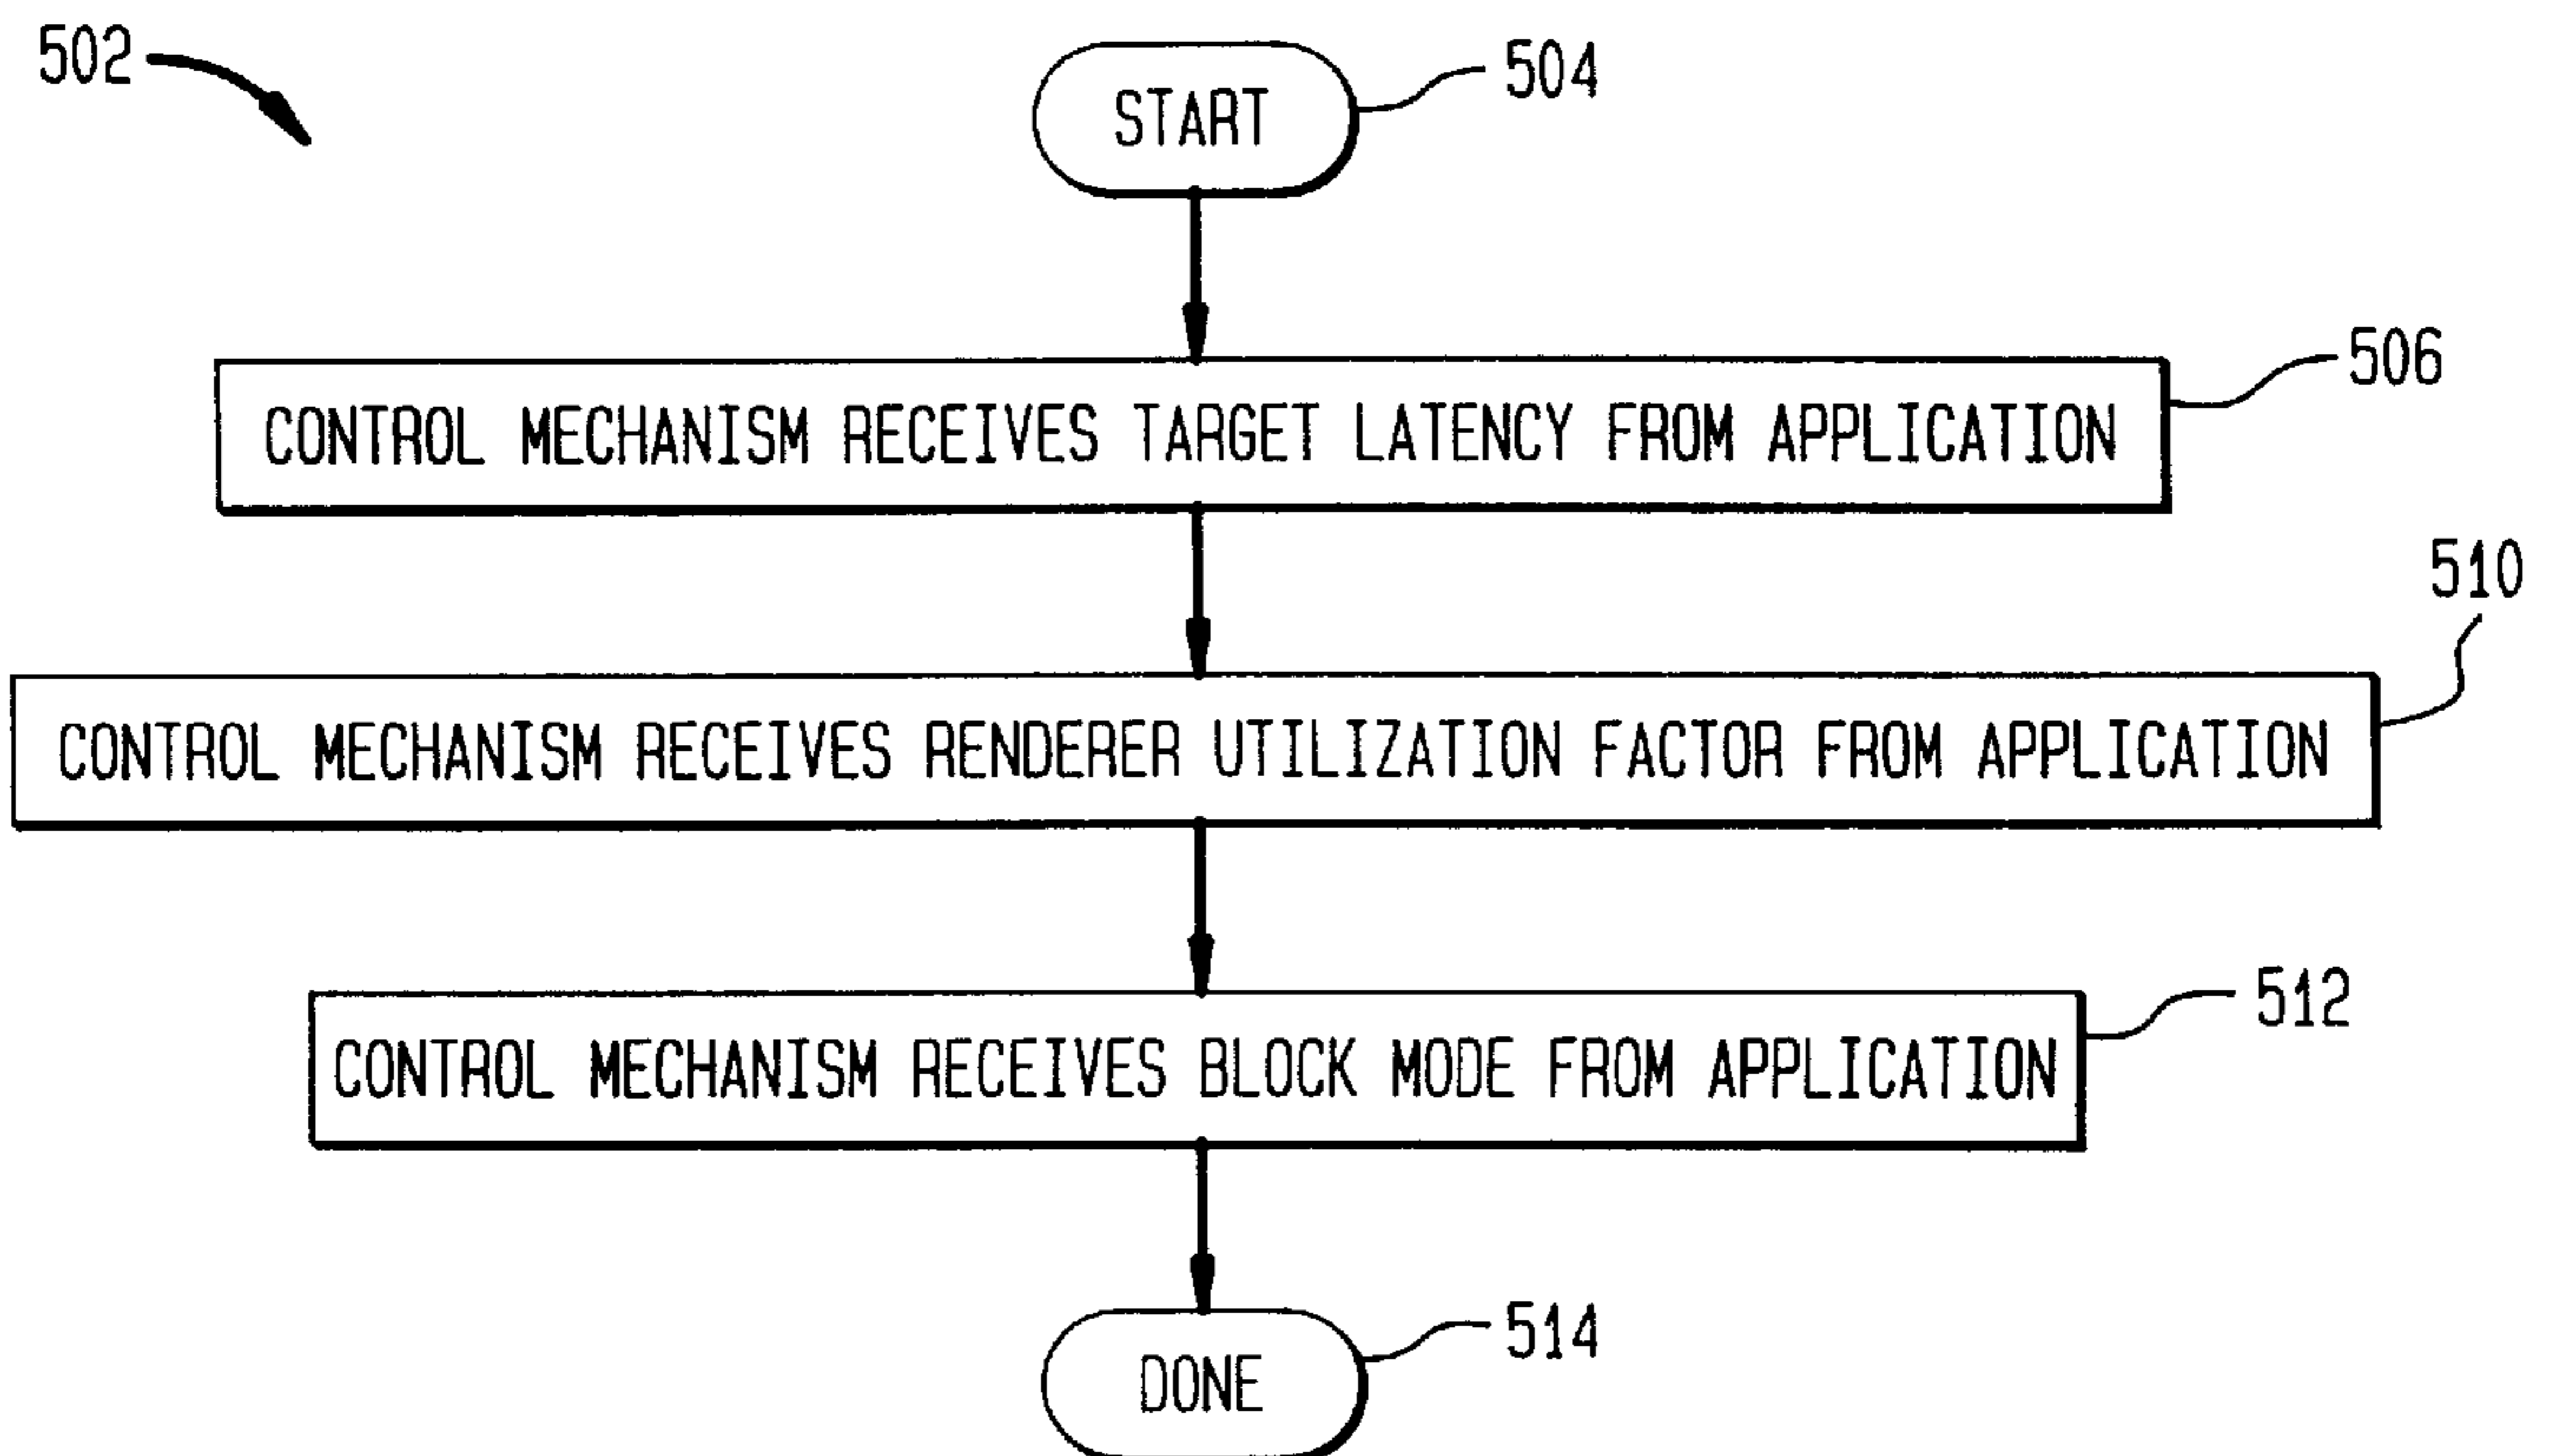 502
START
504
CONTROL MECHANISM RECEIVES TARGET LATENCY FROM APPLICATION
506
510
CONTROL MECHANISM RECEIVES RENDERER UTILIZATION FACTOR FROM APPLICATION
CONTROL MECHANISM RECEIVES BLOCK MODE FROM APPLICATION
512
DONE
514